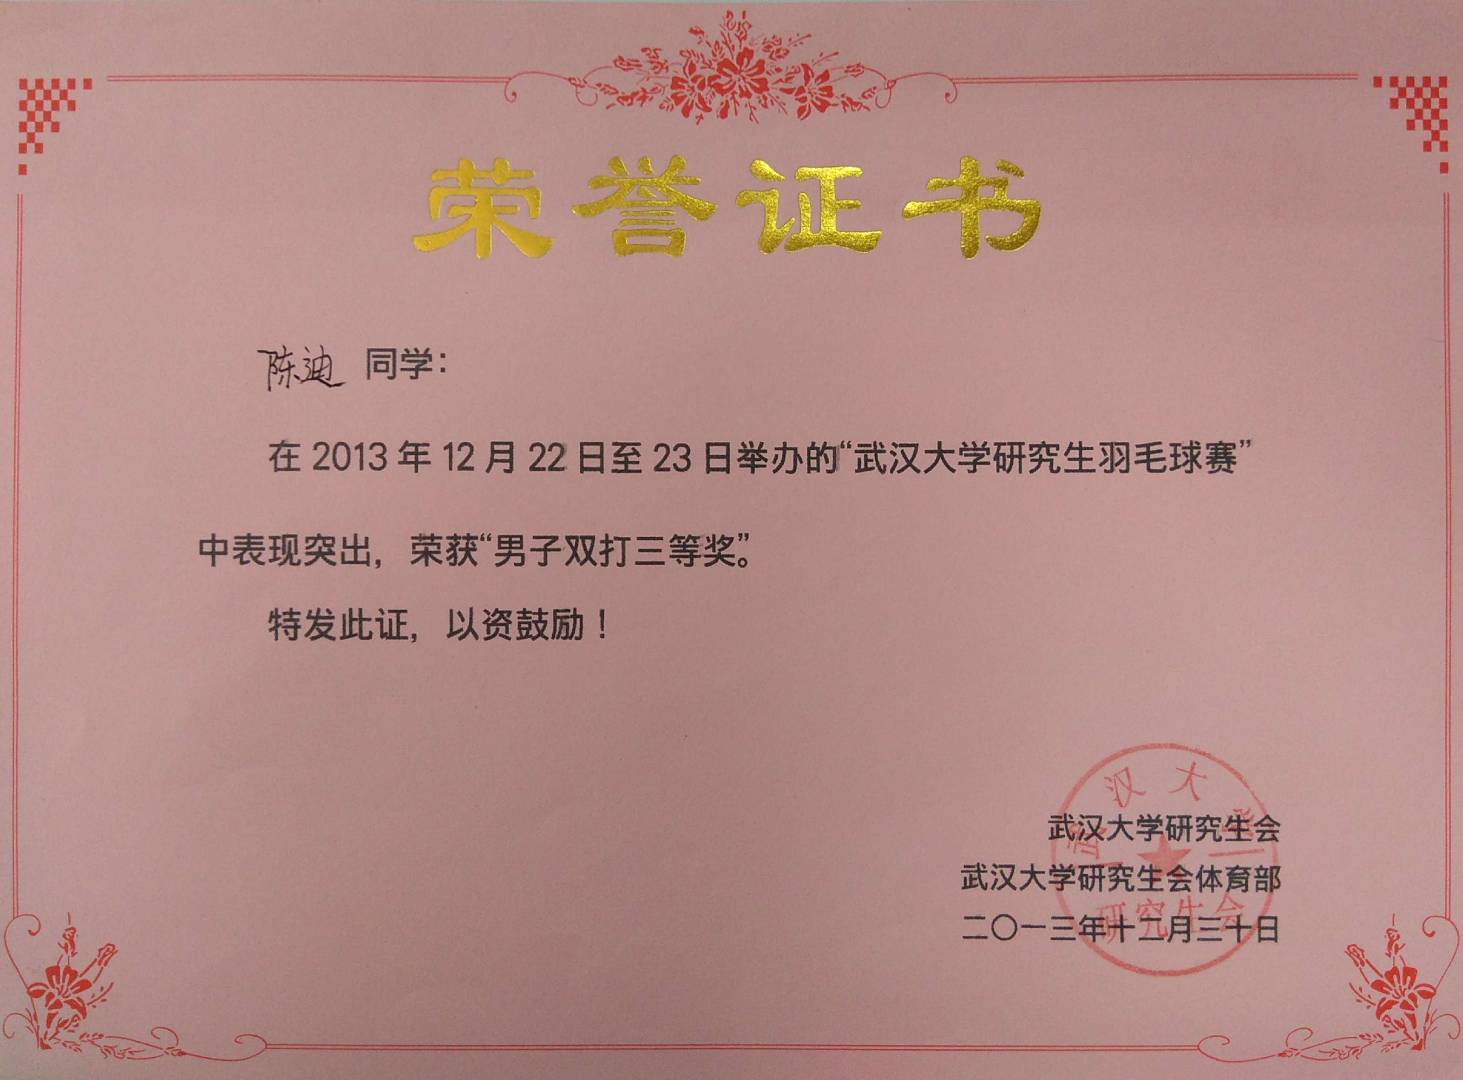 荣誉证书
陈迪 同学：
在 2013 年 12 月 22 日至 23 日举办的“武汉大学研究生羽毛球赛”
中表现突出，荣获“男子双打三等奖”。
特发此证，以资鼓励！
武汉大学研究生会
武汉大学研究生会体育部
二〇一三年十二月三十日
武汉大学
研究生会